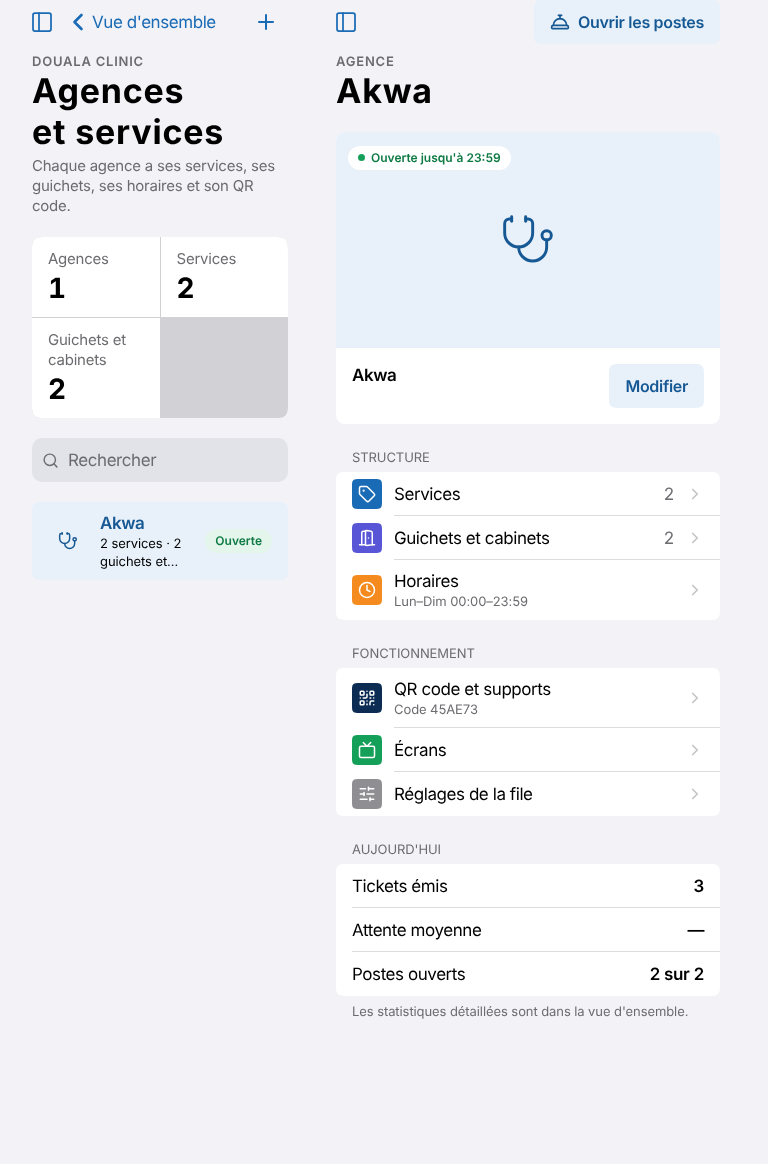 Vue d'ensemble
DOUALA CLINIC
Agences
et services
Chaque agence a ses services, ses
guichets, ses horaires et son QR
code.
Agences
1
Services
2
Guichets et
cabinets
2
Rechercher
Akwa
2 services · 2
guichets et...
Ouverte
Ouvrir les postes
AGENCE
Akwa
Ouverte jusqu'à 23:59
Akwa
Modifier
STRUCTURE
Services 2
Guichets et cabinets 2
Horaires
Lun–Dim 00:00–23:59
FONCTIONNEMENT
QR code et supports
Code 45AE73
Écrans
Réglages de la file
AUJOURD'HUI
Tickets émis 3
Attente moyenne —
Postes ouverts 2 sur 2
Les statistiques détaillées sont dans la vue d'ensemble.